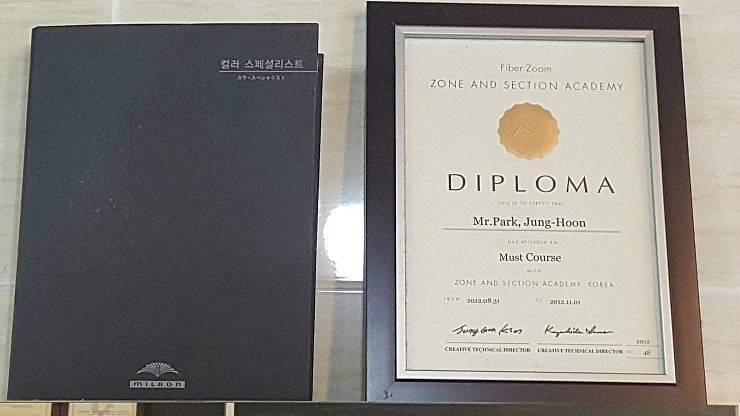 컬러 스페셜리스트
カラースペシャリスト
MILBON
Fiber Zoom
ZONE AND SECTION ACADEMY
ZS
DIPLOMA
THIS IS TO CERTIFY THAT
Mr.Park, Jung-Hoon
HAS ATTENDED AN
Must Course
WITH
ZONE AND SECTION ACADEMY, KOREA
FROM 2012.08.31 TO 2012.11.01
CREATIVE TECHNICAL DIRECTOR CREATIVE TECHNICAL DIRECTOR
2012
NO. 48